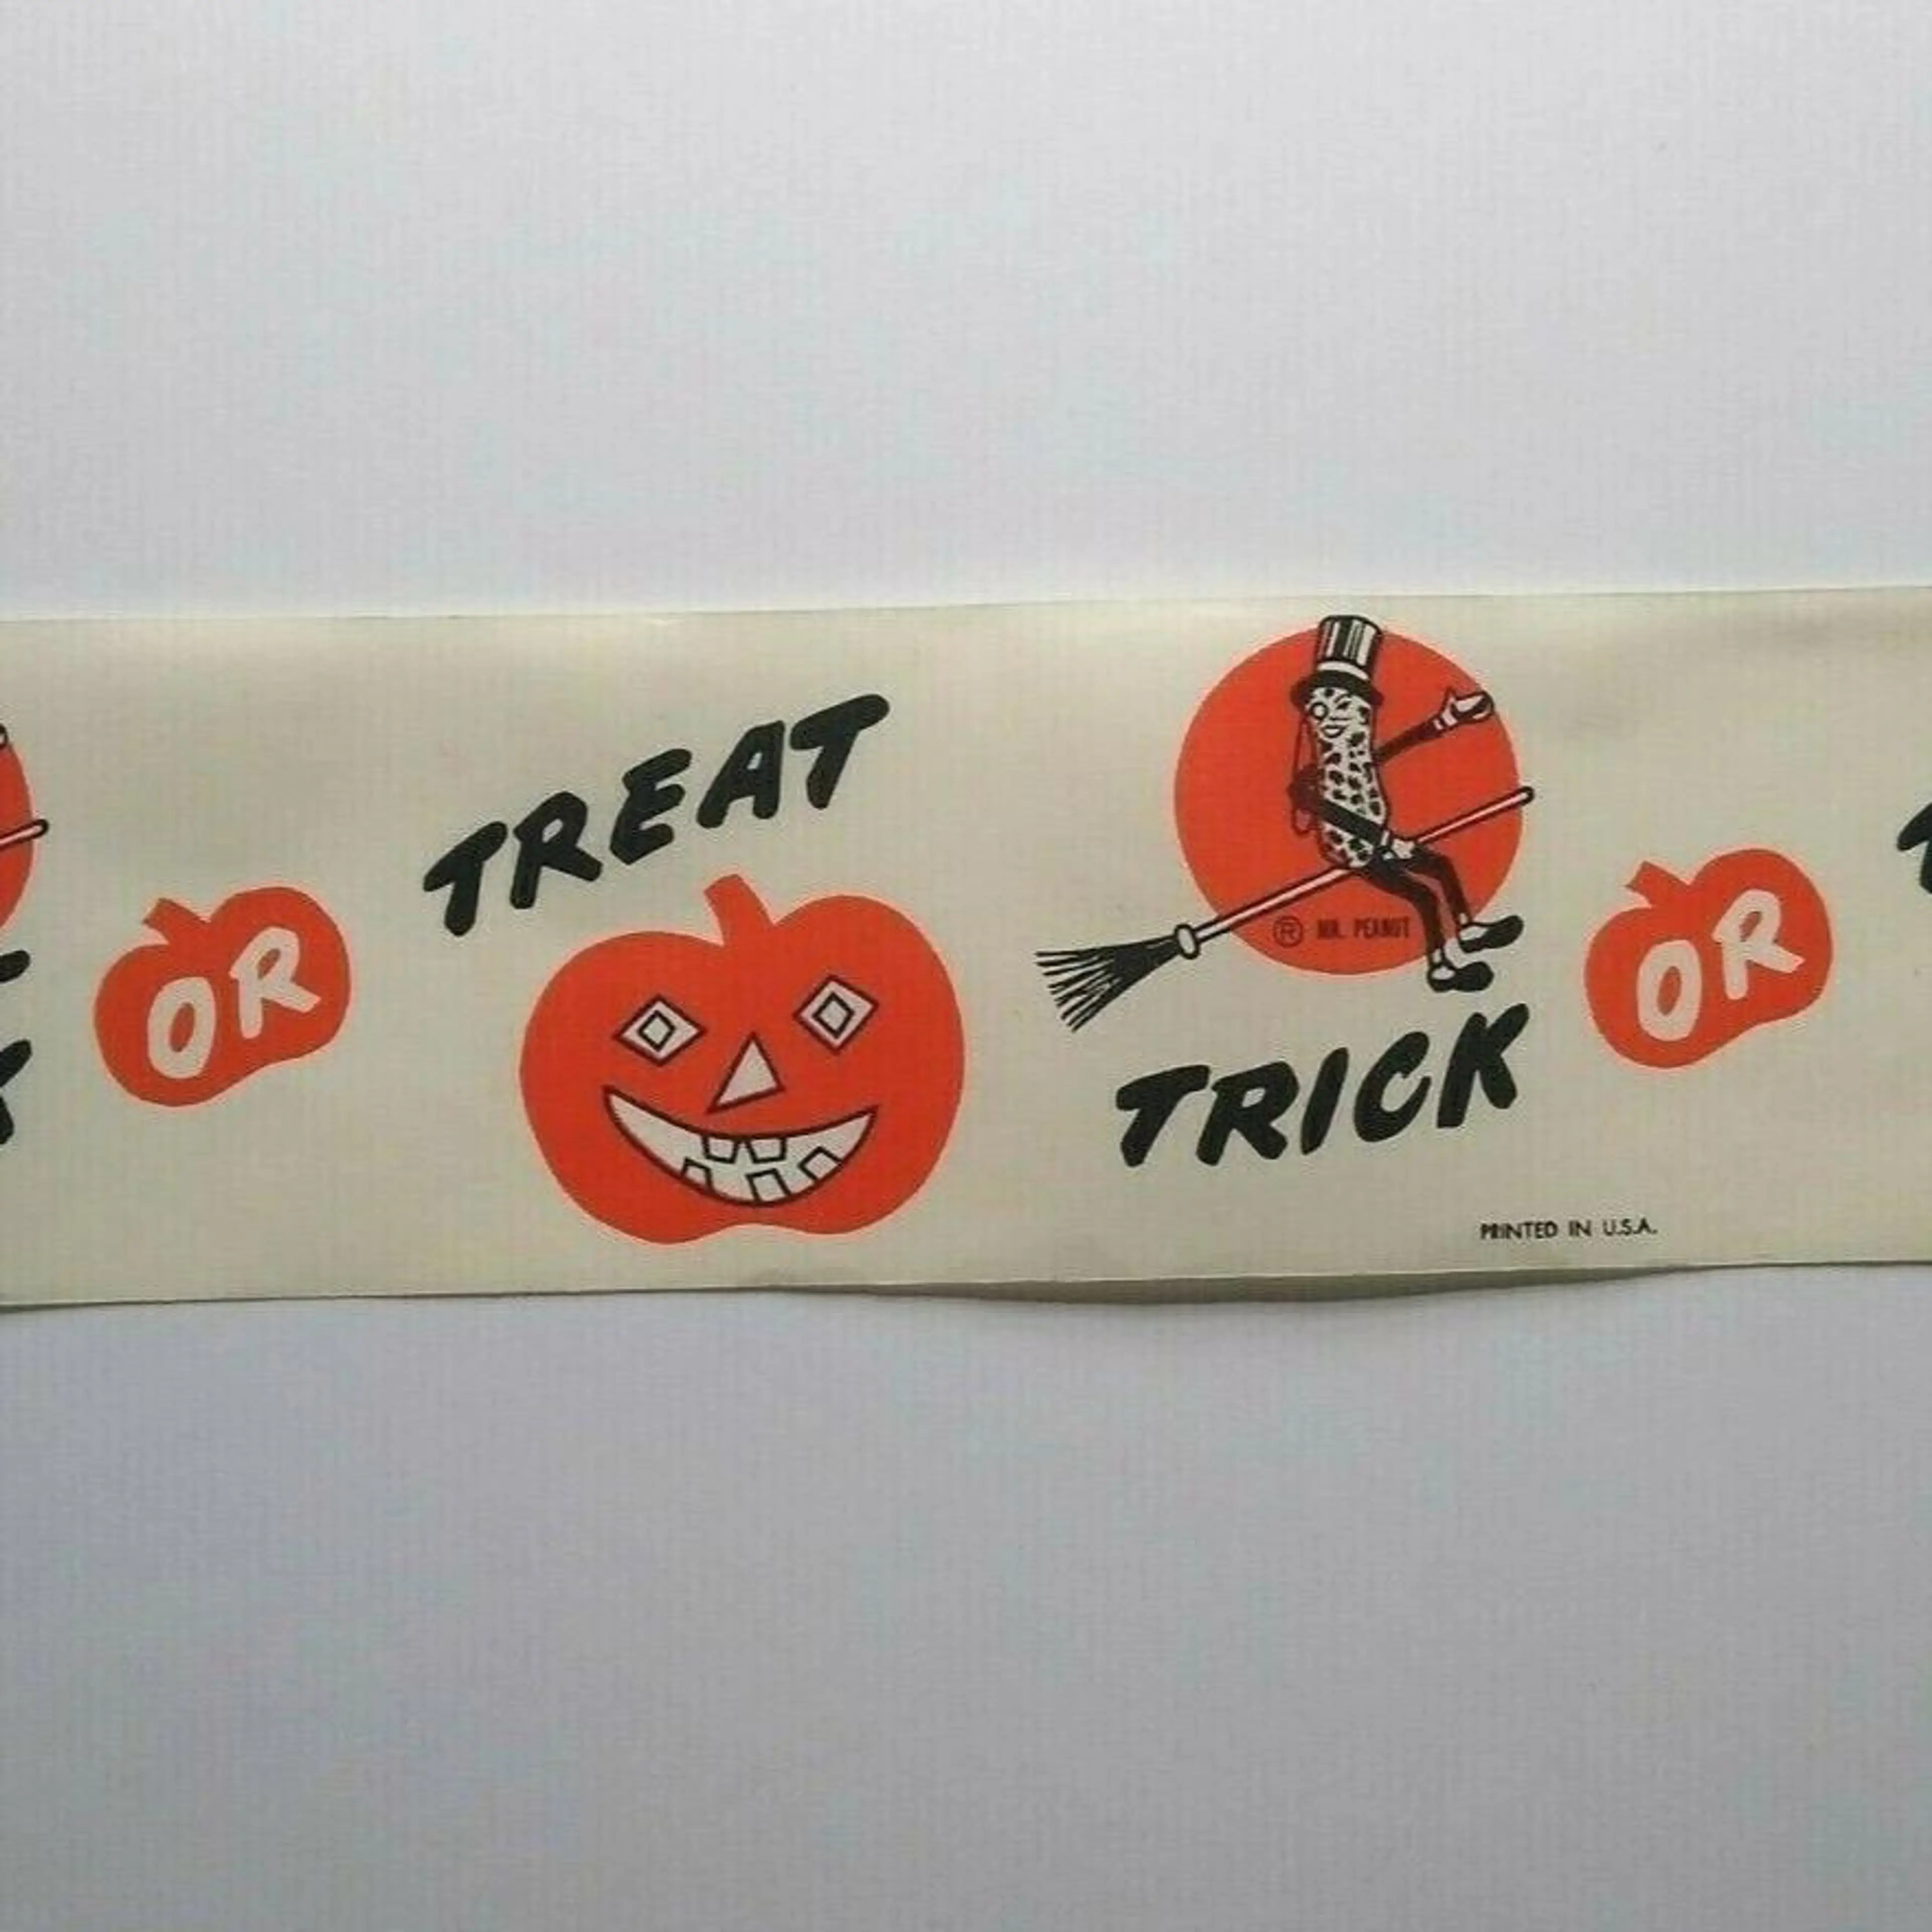 OR
TREAT
® MR. PEANUT
TRICK
OR
PRINTED IN U.S.A.